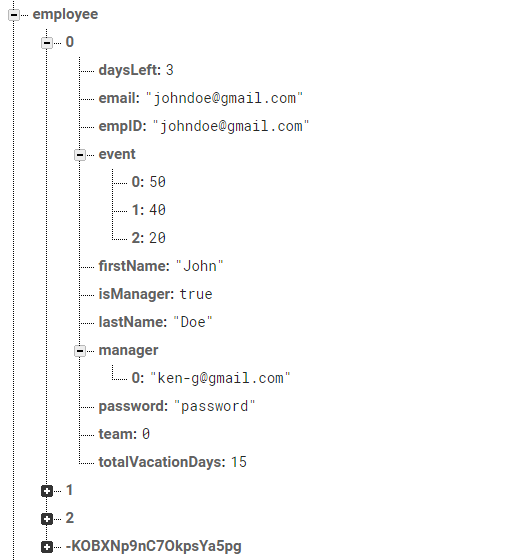 employee
0
daysLeft: 3
email: "johndoe@gmail.com"
empID: "johndoe@gmail.com"
event
0: 50
1: 40
2: 20
firstName: "John"
isManager: true
lastName: "Doe"
manager
0: "ken-g@gmail.com"
password: "password"
team: 0
totalVacationDays: 15
1
2
-KOBXNp9nC7OkpsYa5pg